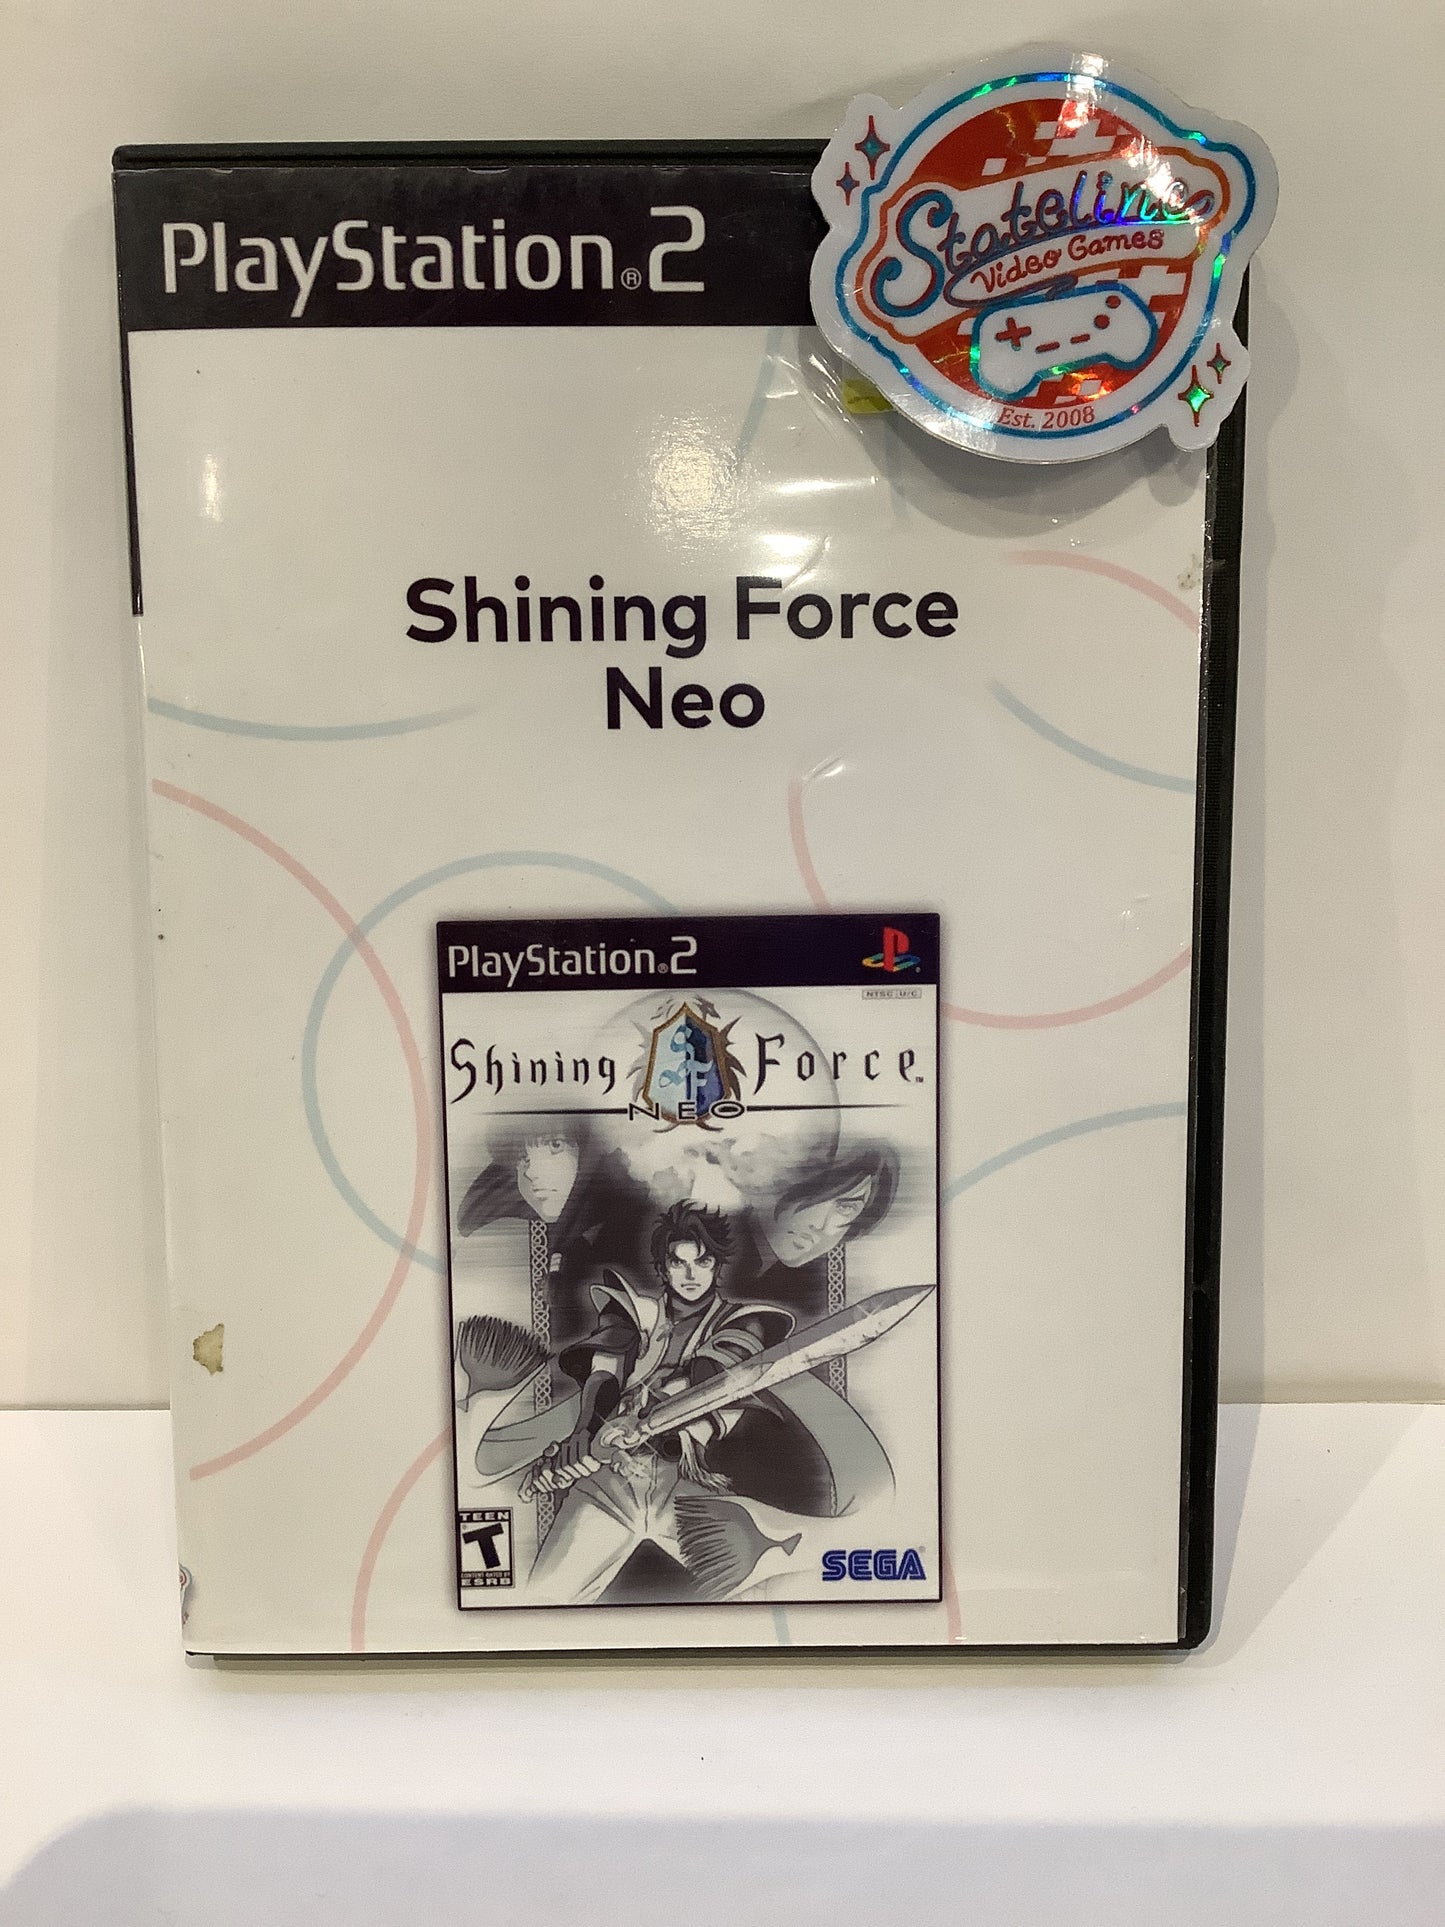 PlayStation®2
Stateline
Video Games
Est. 2008
Shining Force
Neo
PlayStation®2
NTSC U/C
Shining Force™
NEO
TEEN
T
CONTENT RATED BY
ESRB
SEGA®